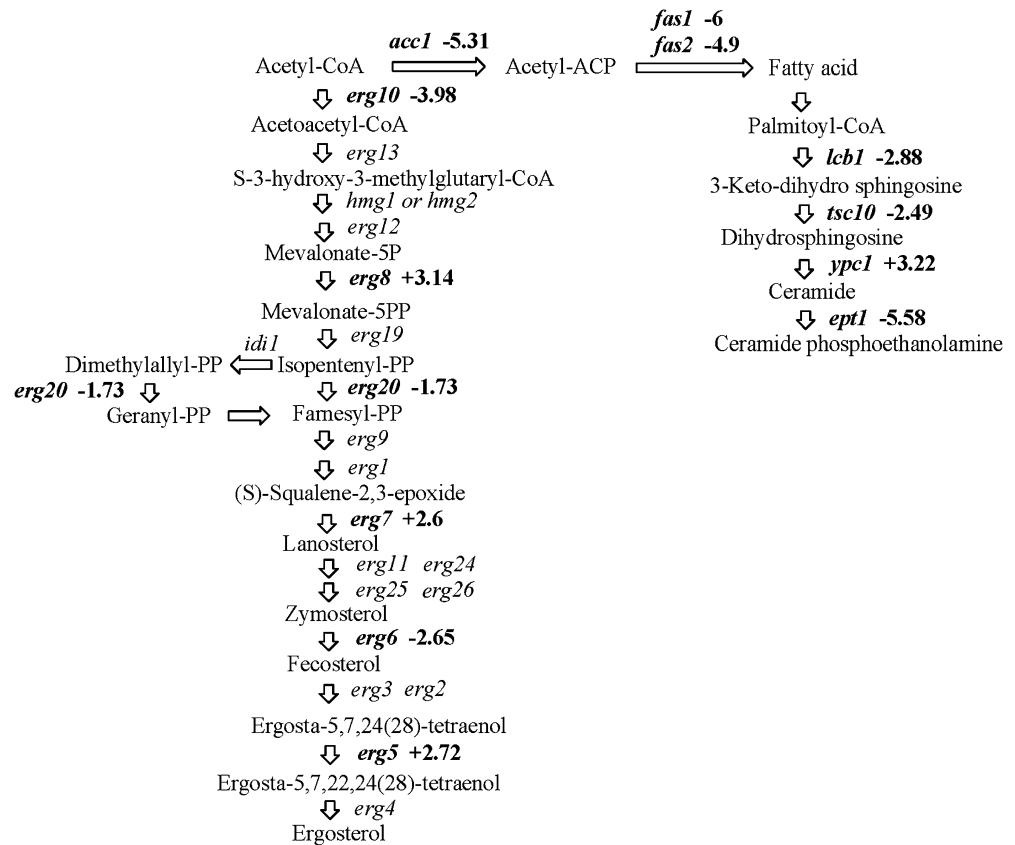 fas1 -6
acc1 -5.31 fas2 -4.9
Acetyl-CoA Acetyl-ACP Fatty acid
erg10 -3.98
Acetoacetyl-CoA Palmitoyl-CoA
erg13 lcb1 -2.88
S-3-hydroxy-3-methylglutaryl-CoA 3-Keto-dihydro sphingosine
hmg1 or hmg2 tsc10 -2.49
erg12 Dihydrosphingosine
Mevalonate-5P ypc1 +3.22
erg8 +3.14 Ceramide
Mevalonate-5PP ept1 -5.58
idi1 erg19 Ceramide phosphoethanolamine
Dimethylallyl-PP Isopentenyl-PP
erg20 -1.73 erg20 -1.73
Geranyl-PP Farnesyl-PP
erg9
erg1
(S)-Squalene-2,3-epoxide
erg7 +2.6
Lanosterol
erg11 erg24
erg25 erg26
Zymosterol
erg6 -2.65
Fecosterol
erg3 erg2
Ergosta-5,7,24(28)-tetraenol
erg5 +2.72
Ergosta-5,7,22,24(28)-tetraenol
erg4
Ergosterol